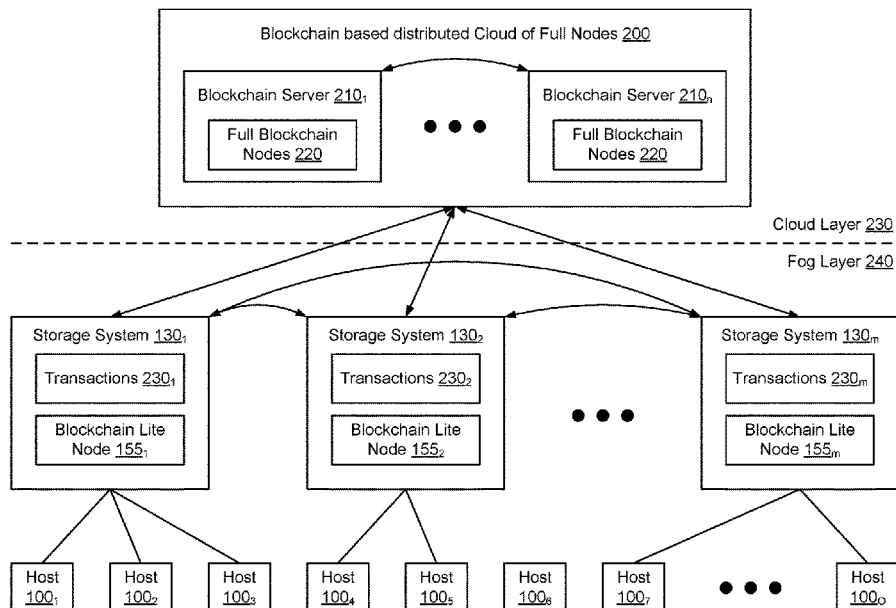 Blockchain based distributed Cloud of Full Nodes 200
Blockchain Server 210₁
Full Blockchain
Nodes 220
Blockchain Server 210ₙ
Full Blockchain
Nodes 220
Cloud Layer 230
Fog Layer 240
Storage System 130₁
Transactions 230₁
Blockchain Lite
Node 155₁
Storage System 130₂
Transactions 230₂
Blockchain Lite
Node 155₂
Storage System 130ₘ
Transactions 230ₘ
Blockchain Lite
Node 155ₘ
Host
100₁
Host
100₂
Host
100₃
Host
100₄
Host
100₅
Host
100₆
Host
100₇
Host
100ₒ